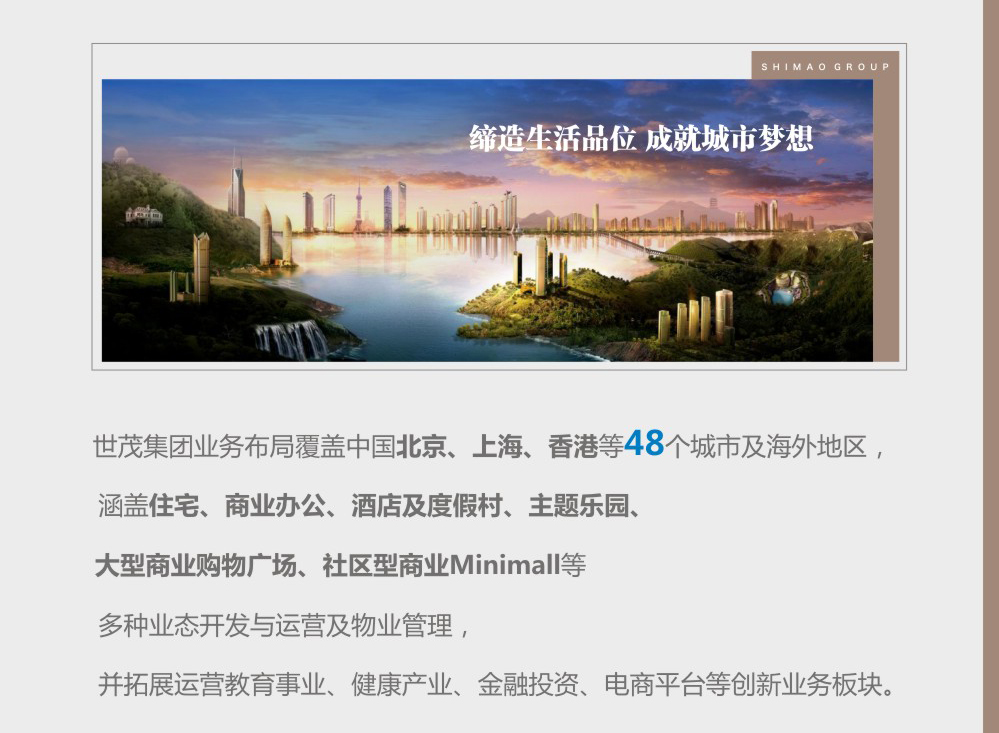 SHIMAO GROUP
缔造生活品位 成就城市梦想
世茂集团业务布局覆盖中国北京、上海、香港等48个城市及海外地区，
涵盖住宅、商业办公、酒店及度假村、主题乐园、
大型商业购物广场、社区型商业Minimall等
多种业态开发与运营及物业管理，
并拓展运营教育事业、健康产业、金融投资、电商平台等创新业务板块。